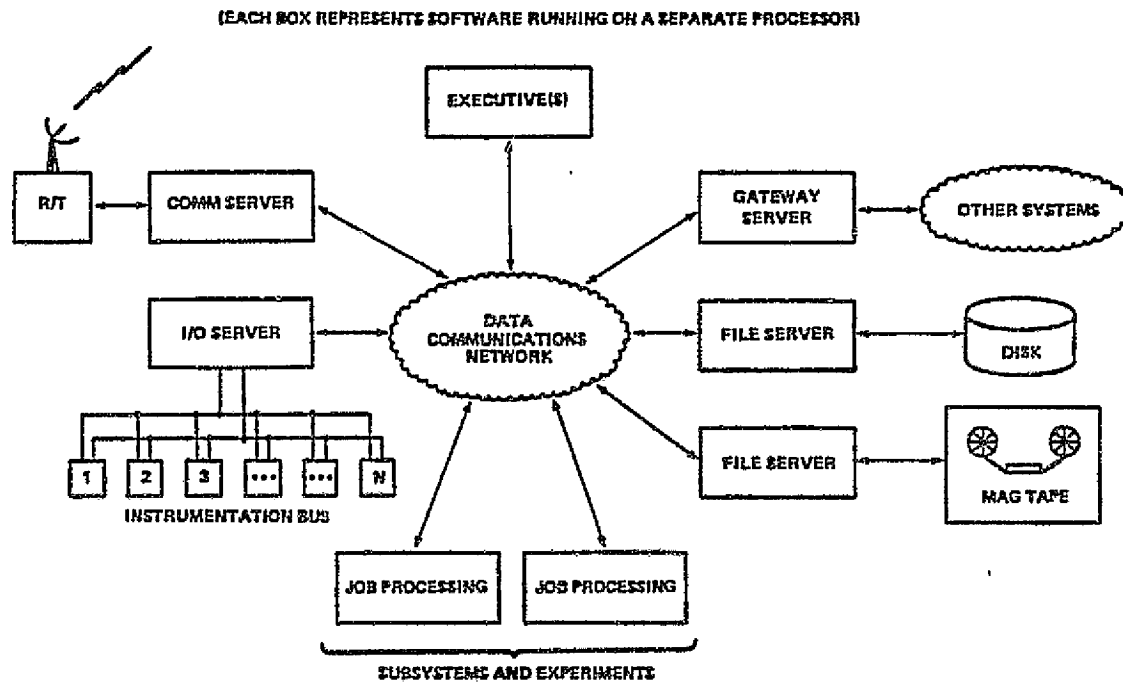 (EACH BOX REPRESENTS SOFTWARE RUNNING ON A SEPARATE PROCESSOR)
EXECUTIVE(S)
R/T
COMM SERVER
GATEWAY
SERVER
OTHER SYSTEMS
I/O SERVER
DATA
COMMUNICATIONS
NETWORK
FILE SERVER
DISK
1
2
3
•••
•••
N
INSTRUMENTATION BUS
FILE SERVER
MAG TAPE
JOB PROCESSING
JOB PROCESSING
SUBSYSTEMS AND EXPERIMENTS